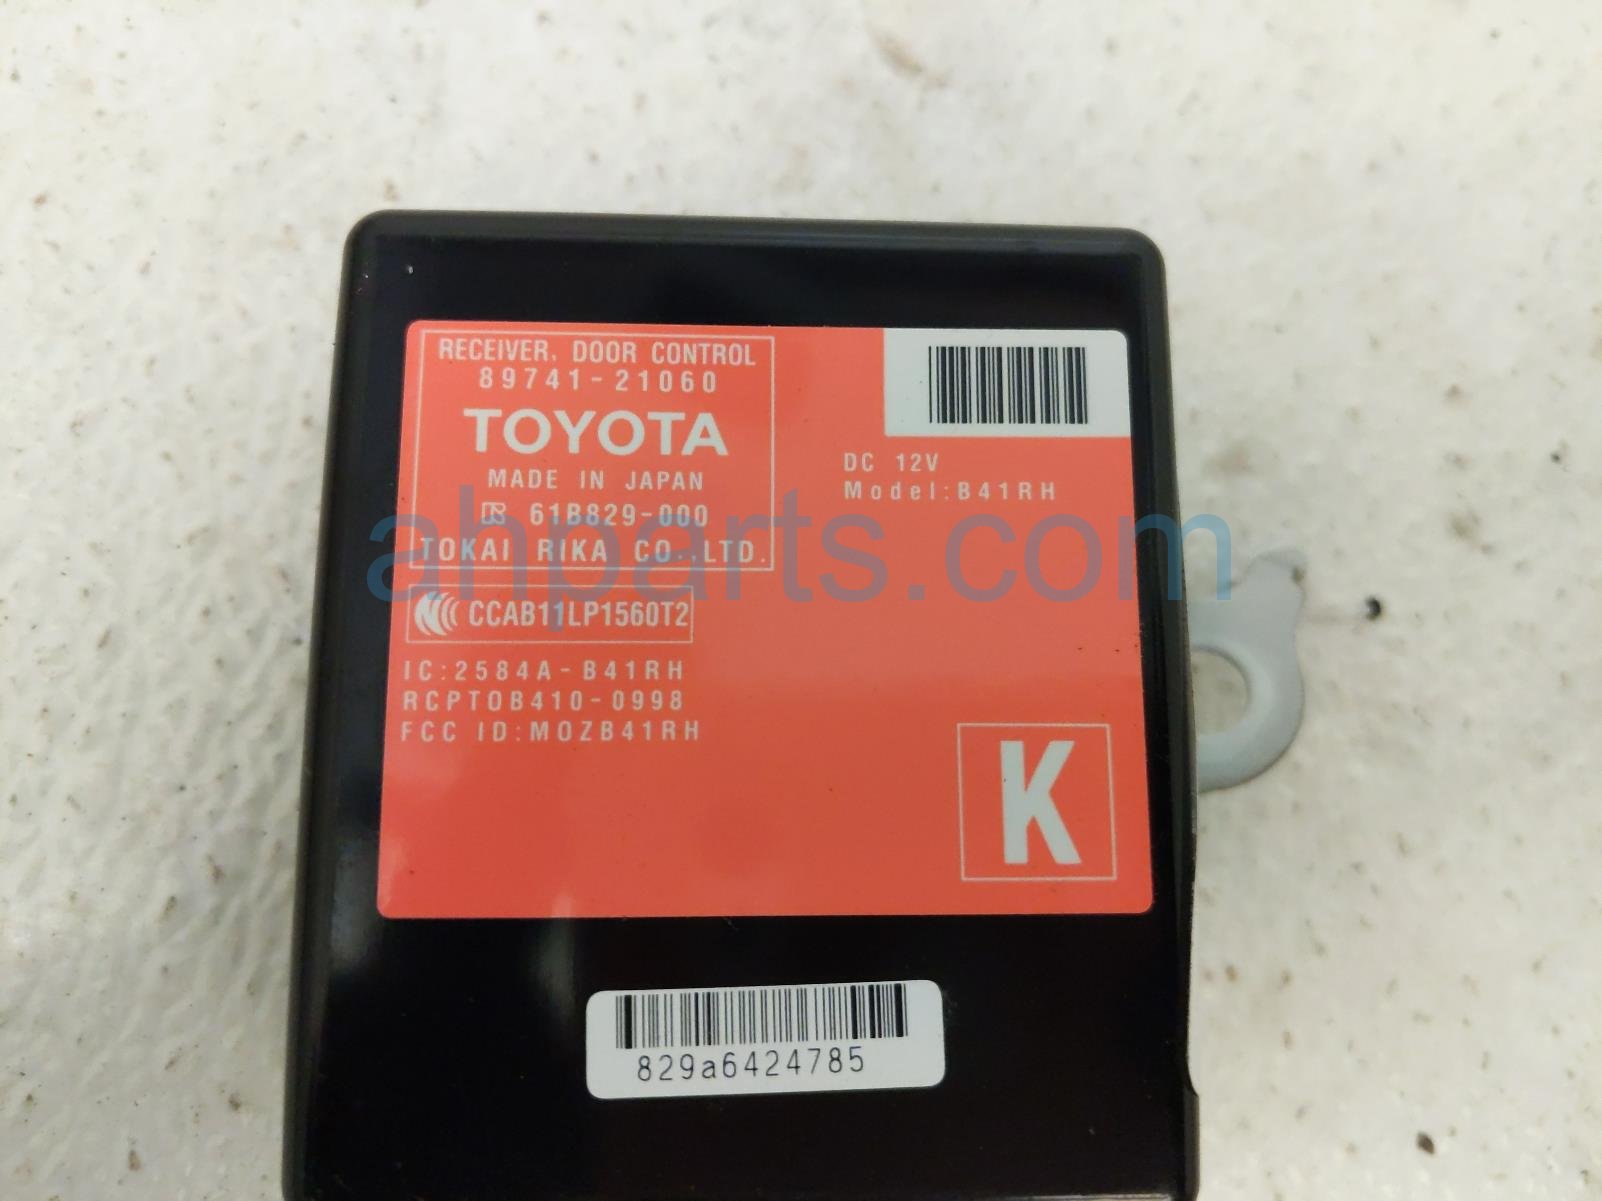 RECEIVER, DOOR CONTROL
89741-21060
TOYOTA
MADE IN JAPAN
61B829-000
TOKAI RIKA CO.,LTD.
DC 12V
Model:B41RH
ahparts.com
CCAB11LP1560T2
IC:2584A-B41RH
RCPTOB410-0998
FCC ID:MOZB41RH
K
829a6424785